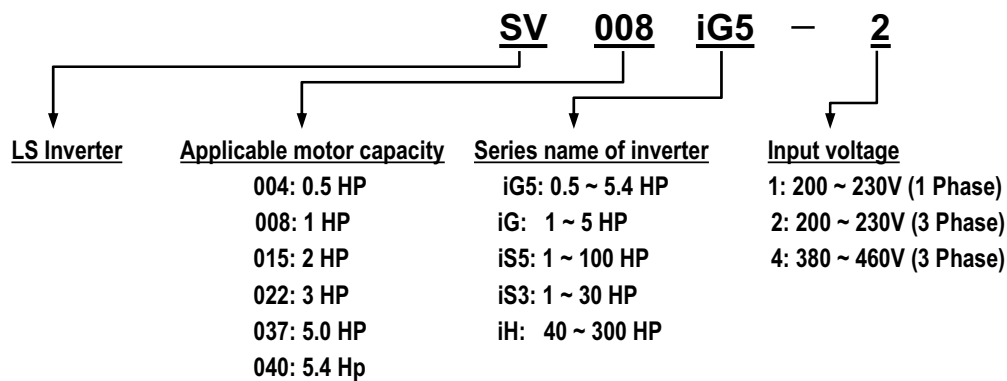 SV 008 iG5 – 2
LS Inverter
Applicable motor capacity
004: 0.5 HP
008: 1 HP
015: 2 HP
022: 3 HP
037: 5.0 HP
040: 5.4 Hp
Series name of inverter
iG5: 0.5 ~ 5.4 HP
iG: 1 ~ 5 HP
iS5: 1 ~ 100 HP
iS3: 1 ~ 30 HP
iH: 40 ~ 300 HP
Input voltage
1: 200 ~ 230V (1 Phase)
2: 200 ~ 230V (3 Phase)
4: 380 ~ 460V (3 Phase)